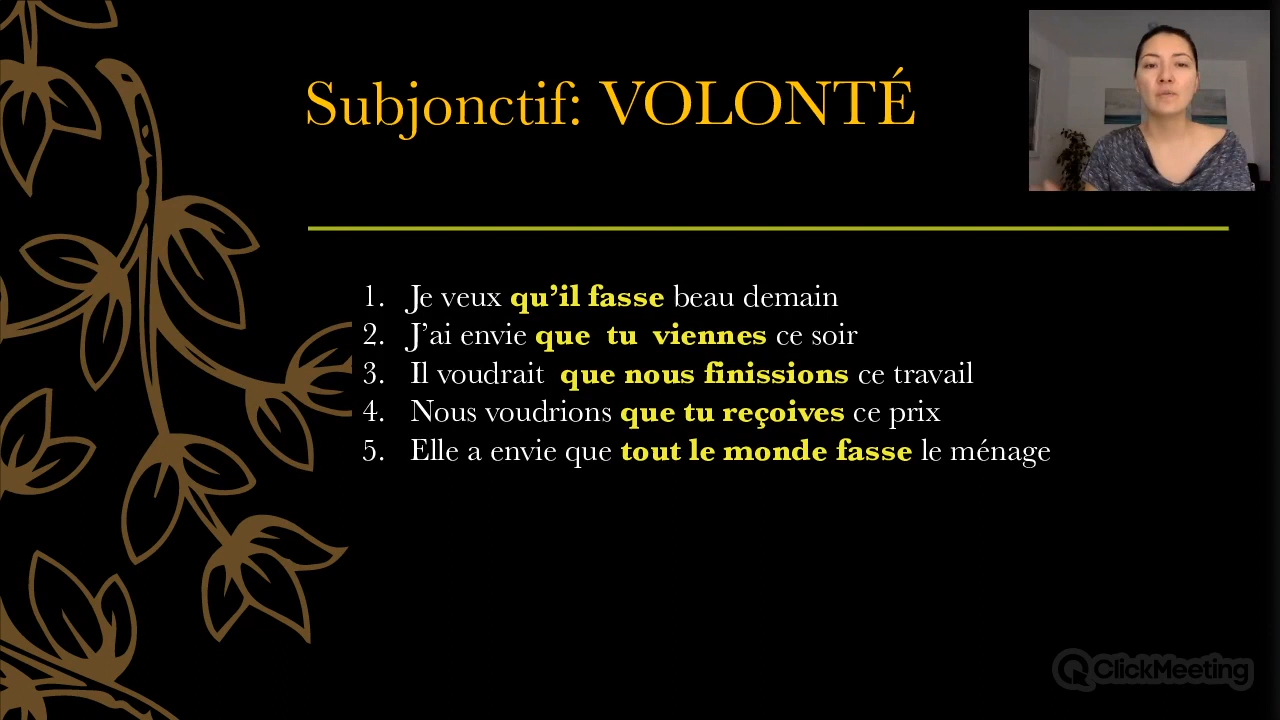 Subjonctif: VOLONTÉ
1. Je veux qu’il fasse beau demain
2. J’ai envie que tu viennes ce soir
3. Il voudrait que nous finissions ce travail
4. Nous voudrions que tu reçoives ce prix
5. Elle a envie que tout le monde fasse le ménage
ClickMeeting